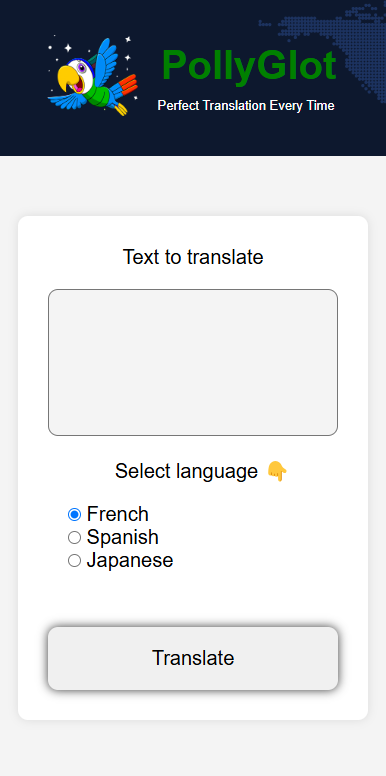 PollyGlot
Perfect Translation Every Time
Text to translate
Select language 👇
French
Spanish
Japanese
Translate